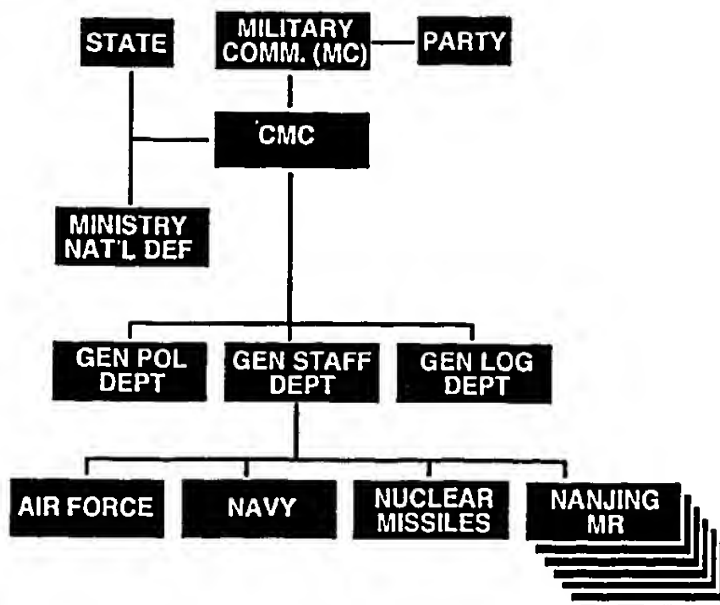 STATE
MILITARY
COMM. (MC)
PARTY
CMC
MINISTRY
NAT'L DEF
GEN POL
DEPT
GEN STAFF
DEPT
GEN LOG
DEPT
AIR FORCE
NAVY
NUCLEAR
MISSILES
NANJING
MR